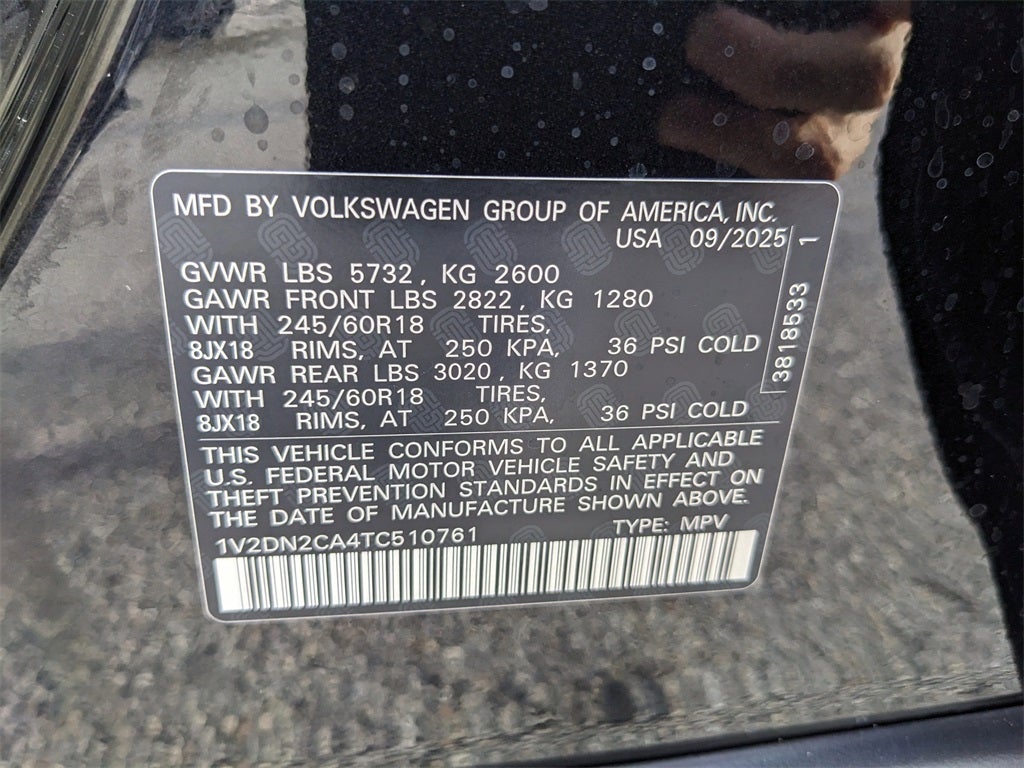 MFD BY VOLKSWAGEN GROUP OF AMERICA, INC.
USA 09/2025
GVWR LBS 5732, KG 2600
GAWR FRONT LBS 2822, KG 1280
WITH 245/60R18 TIRES,
8JX18 RIMS, AT 250 KPA, 36 PSI COLD
GAWR REAR LBS 3020, KG 1370
WITH 245/60R18 TIRES,
8JX18 RIMS, AT 250 KPA, 36 PSI COLD
3818533 1
THIS VEHICLE CONFORMS TO ALL APPLICABLE
U.S. FEDERAL MOTOR VEHICLE SAFETY AND
THEFT PREVENTION STANDARDS IN EFFECT ON
THE DATE OF MANUFACTURE SHOWN ABOVE.
1V2DN2CA4TC510761 TYPE: MPV